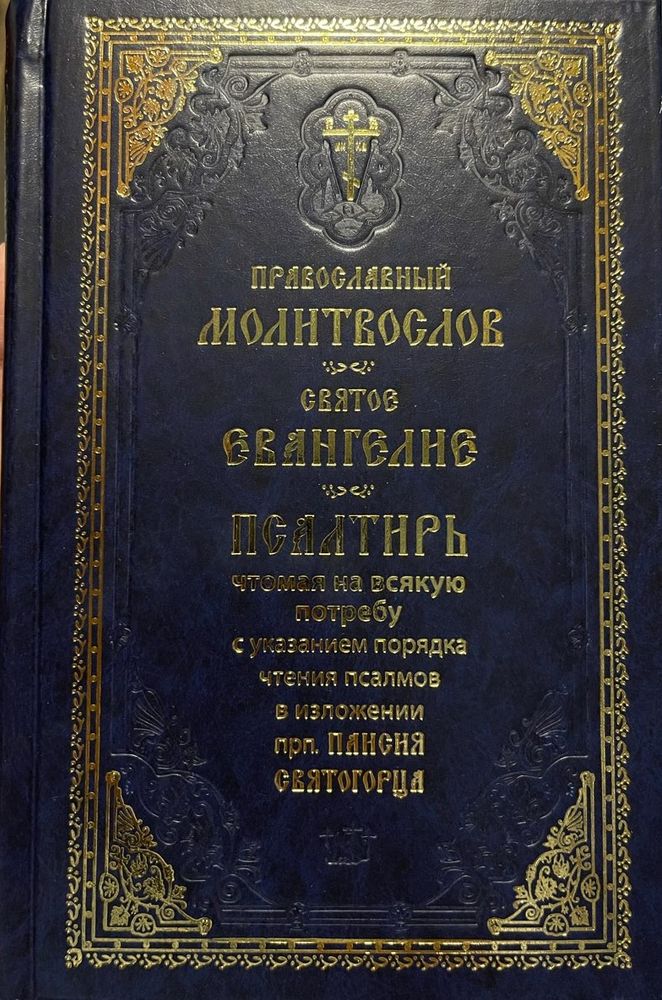 ПРАВОСЛАВНЫЙ
МОЛИТВОСЛОВ
СВЯТОЕ
ЕВАНГЕЛИЕ
ПСАЛТИРЬ
чтомая на всякую
потребу
с указанием порядка
чтения псалмов
в изложении
прп. ПАИСИЯ
СВЯТОГОРЦА